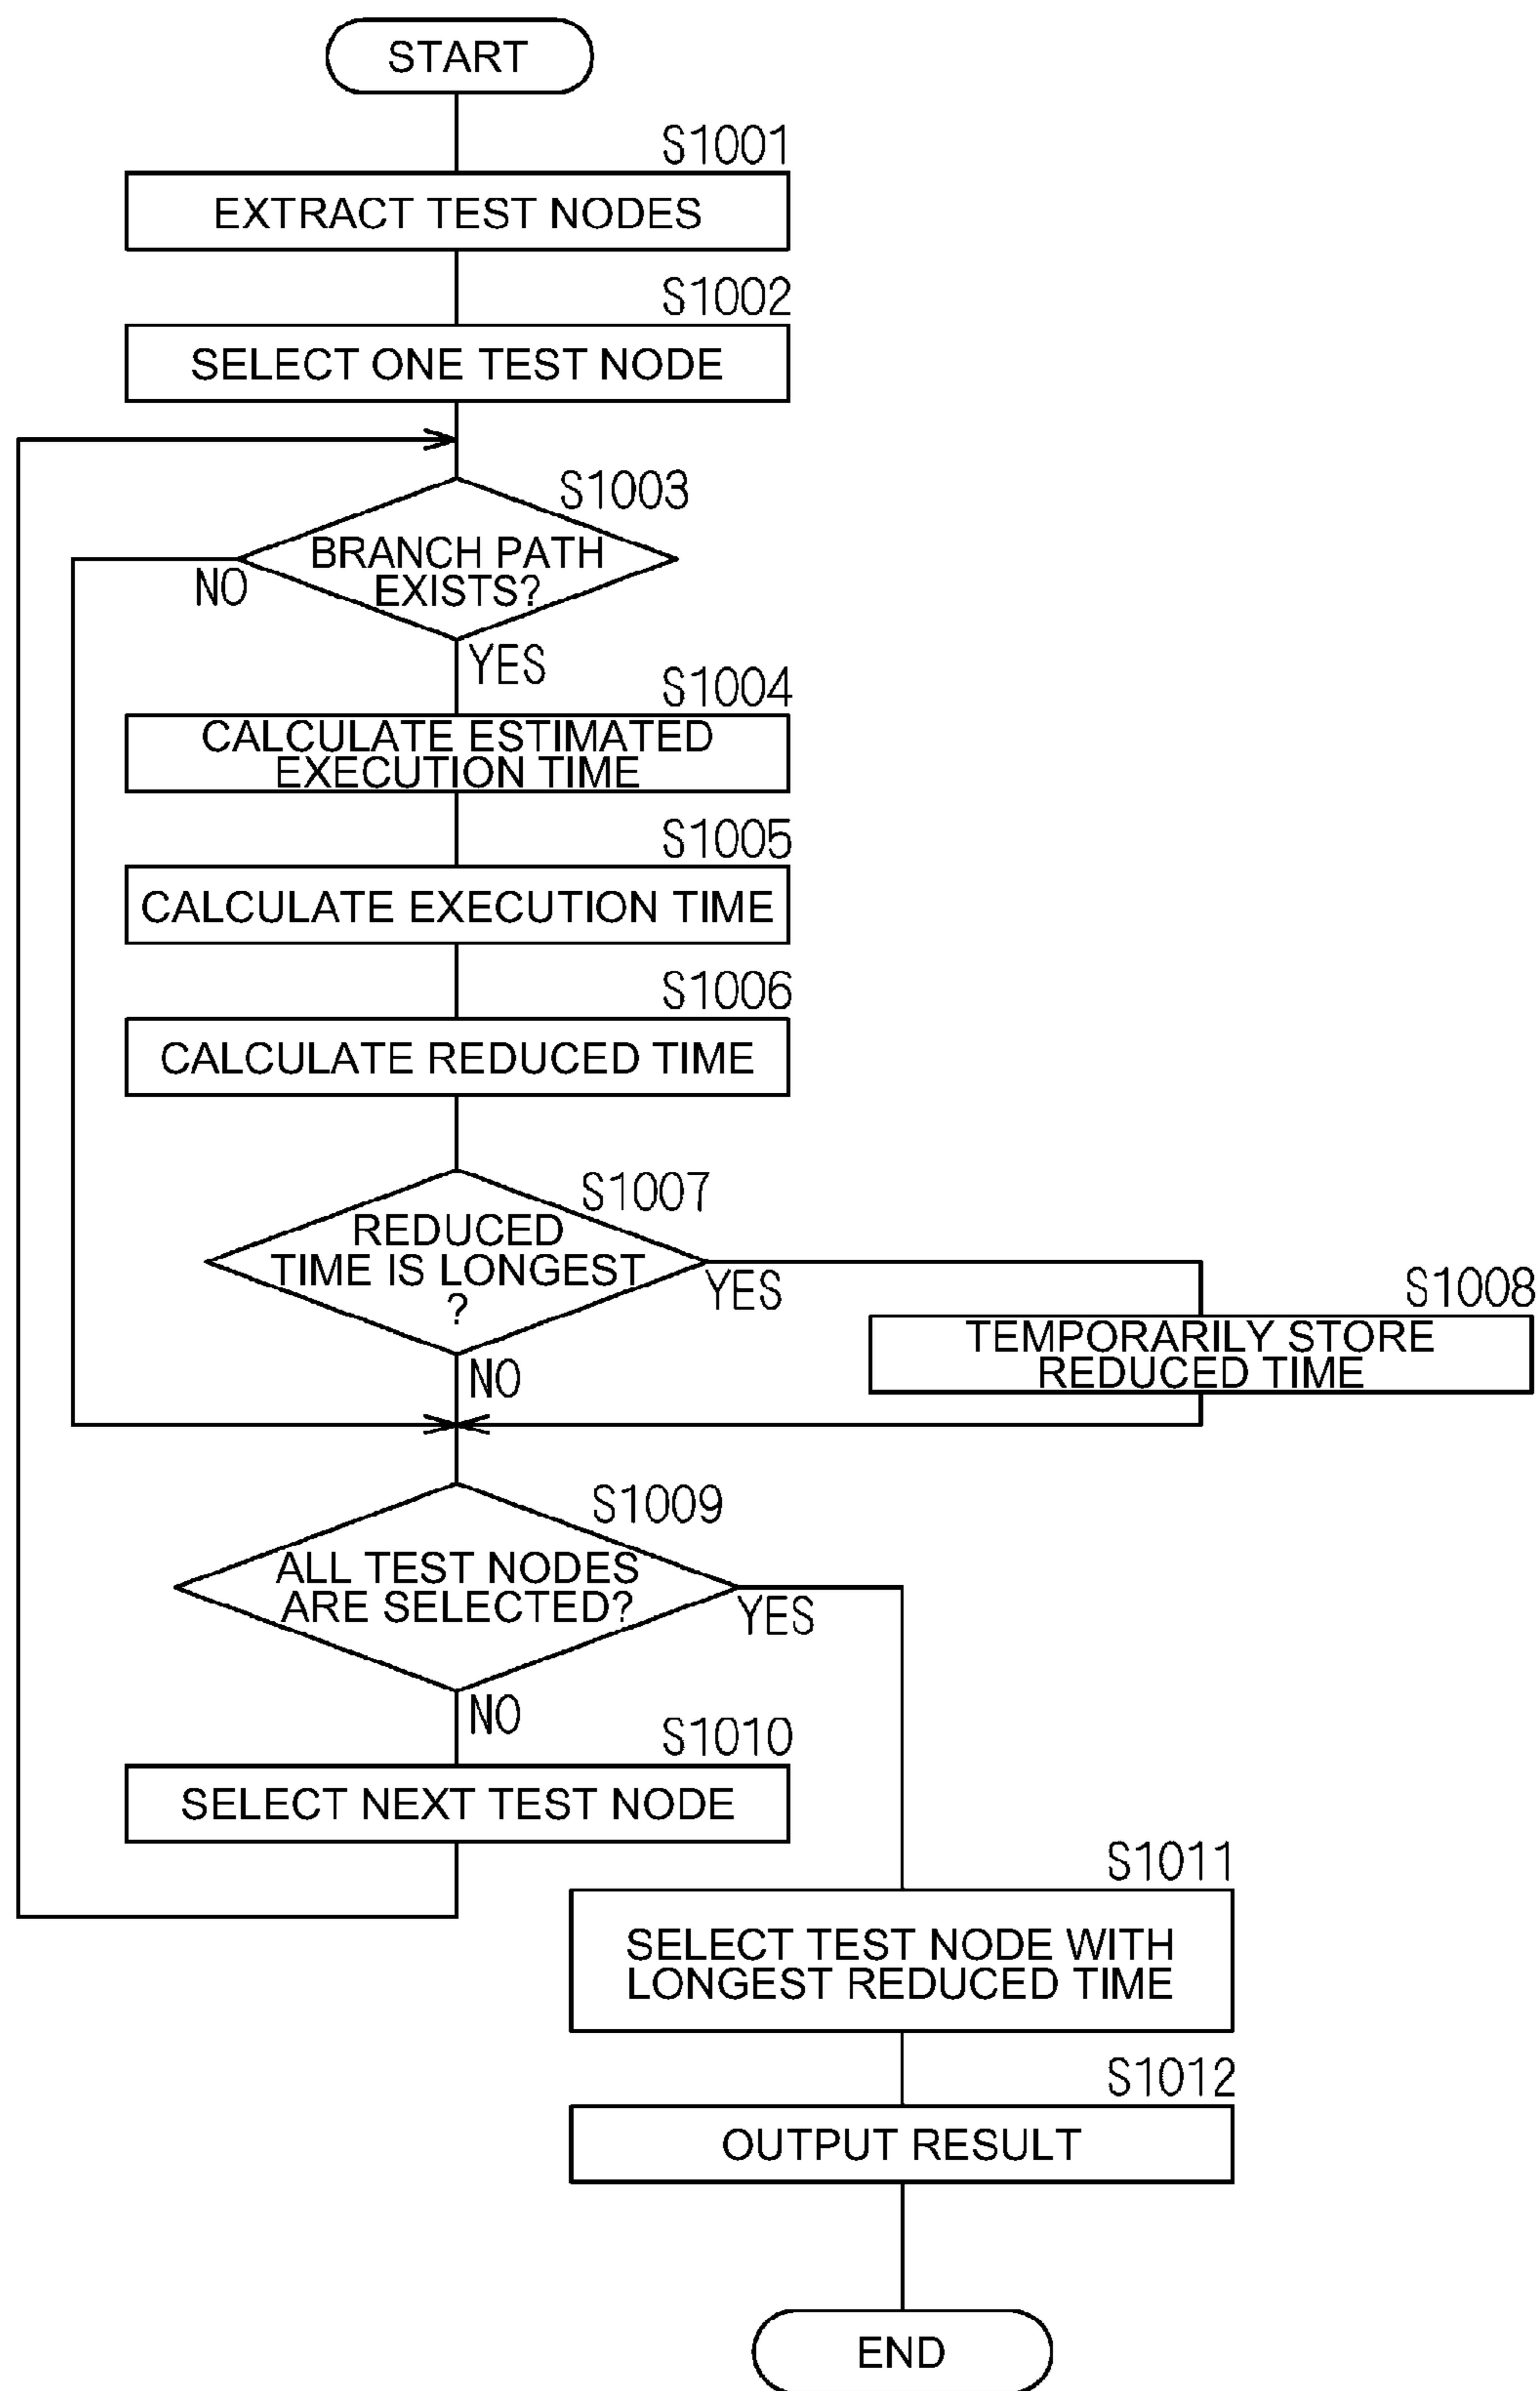 START
S1001
EXTRACT TEST NODES
S1002
SELECT ONE TEST NODE
S1003
BRANCH PATH
EXISTS?
NO
YES
S1004
CALCULATE ESTIMATED
EXECUTION TIME
S1005
CALCULATE EXECUTION TIME
S1006
CALCULATE REDUCED TIME
S1007
REDUCED
TIME IS LONGEST
?
YES
NO
S1008
TEMPORARILY STORE
REDUCED TIME
S1009
ALL TEST NODES
ARE SELECTED?
YES
NO
S1010
SELECT NEXT TEST NODE
S1011
SELECT TEST NODE WITH
LONGEST REDUCED TIME
S1012
OUTPUT RESULT
END